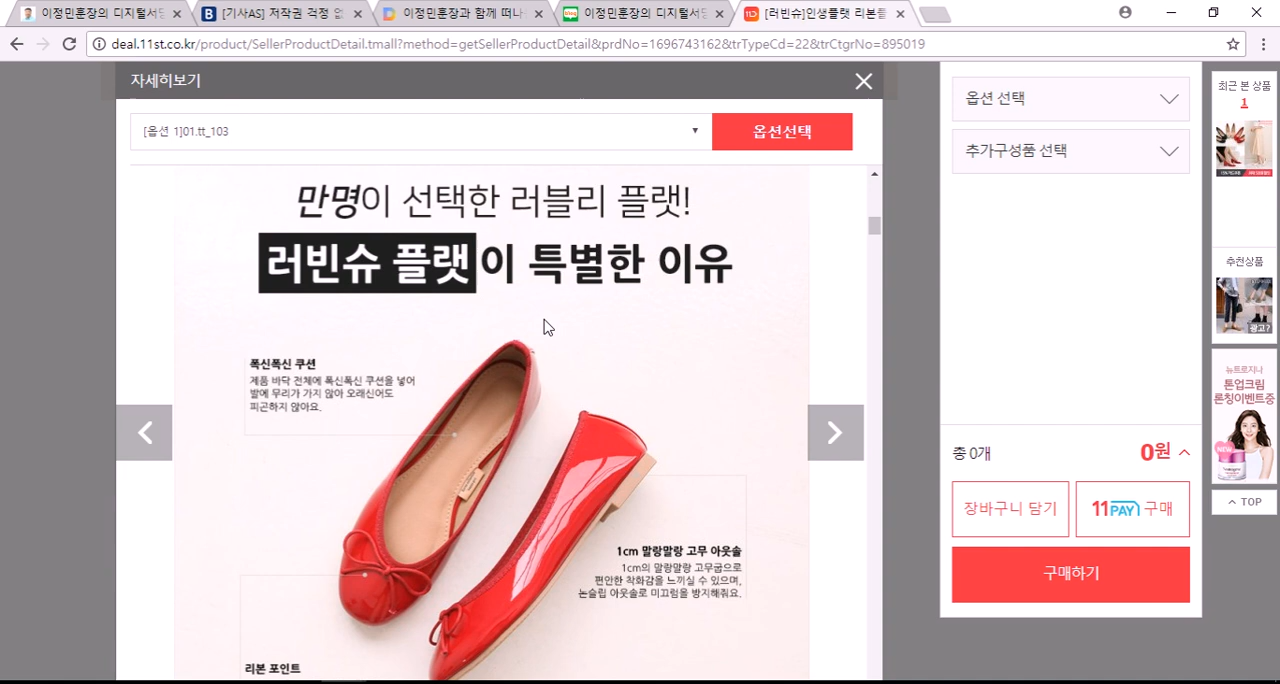 이정민훈장의 디지털서당
[기사AS] 저작권 걱정 없
이정민훈장과 함께 떠나
이정민훈장의 디지털서당
[러빈슈]인생플랫 리본플
deal.11st.co.kr/product/SellerProductDetail.tmall?method=getSellerProductDetail&prdNo=1696743162&trTypeCd=22&trCtgrNo=895019
자세히보기
[옵션 1]01.tt_103
옵션선택
만명이 선택한 러블리 플랫!
러빈슈 플랫이 특별한 이유
폭신폭신 쿠션
제품 바닥 전체에 폭신폭신 쿠션을 넣어
발에 무리가 가지 않아 오래신어도
피곤하지 않아요.
1cm 말랑말랑 고무 아웃솔
1cm의 말랑말랑 고무굽으로
편안한 착화감을 느끼실 수 있으며,
논슬립 아웃솔로 미끄럼을 방지해줘요.
리본 포인트
옵션 선택
추가구성품 선택
총 0개
0원
장바구니 담기
11PAY 구매
구매하기
최근 본 상품
1
추천상품
광고?
뉴트로지나
톤업크림
론칭이벤트중
NEW
TOP